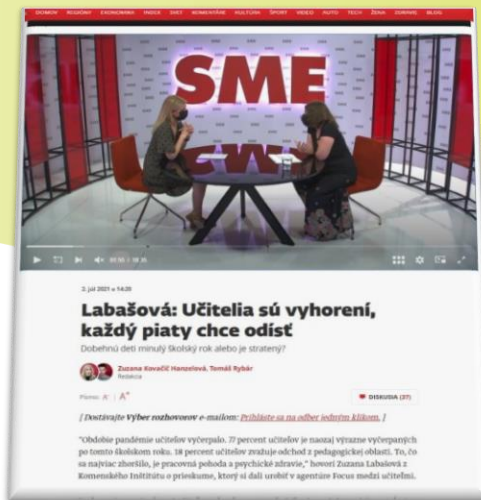 DOMOV REGIÓNY EKONOMIKA INDEX SVET KOMENTÁRE KULTÚRA ŠPORT VIDEO AUTO TECH ŽENA ZDRAVIE BLOG
SME
2. júl 2021 o 14:20
Labašová: Učitelia sú vyhorení,
každý piaty chce odísť
Dobehnú deti minulý školský rok alebo je stratený?
Zuzana Kovačič Hanzelová, Tomáš Rybár
Redakcia
Písmo: A- | A+
DISKUSIA (27)
[ Dostávajte Výber rozhovorov e-mailom: Prihláste sa na odber jedným klikom. ]
"Obdobie pandémie učiteľov vyčerpalo. 77 percent učiteľov je naozaj výrazne vyčerpaných
po tomto školskom roku. 18 percent učiteľov zvažuje odchod z pedagogickej oblasti. To, čo
sa najviac zhoršilo, je pracovná pohoda a psychické zdravie," hovorí Zuzana Labašová z
Komenského Inštitútu o prieskume, ktorý si dali urobiť v agentúre Focus medzi učiteľmi.